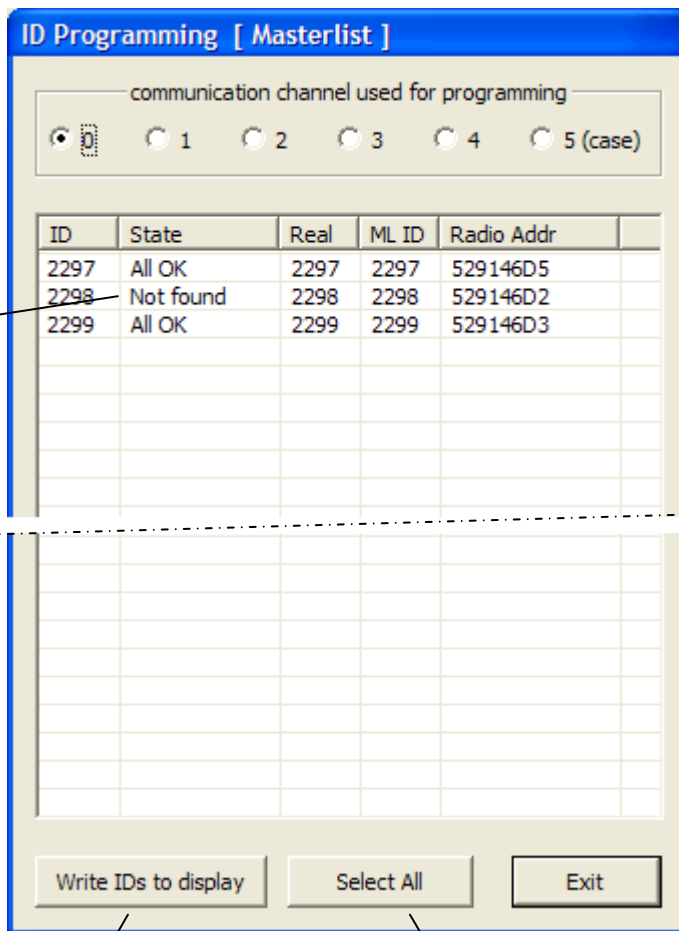 ID Programming [ Masterlist ]
communication channel used for programming
0 1 2 3 4 5 (case)
ID State Real ML ID Radio Addr
2297 All OK 2297 2297 529146D5
2298 Not found 2298 2298 529146D2
2299 All OK 2299 2299 529146D3
Write IDs to display Select All Exit